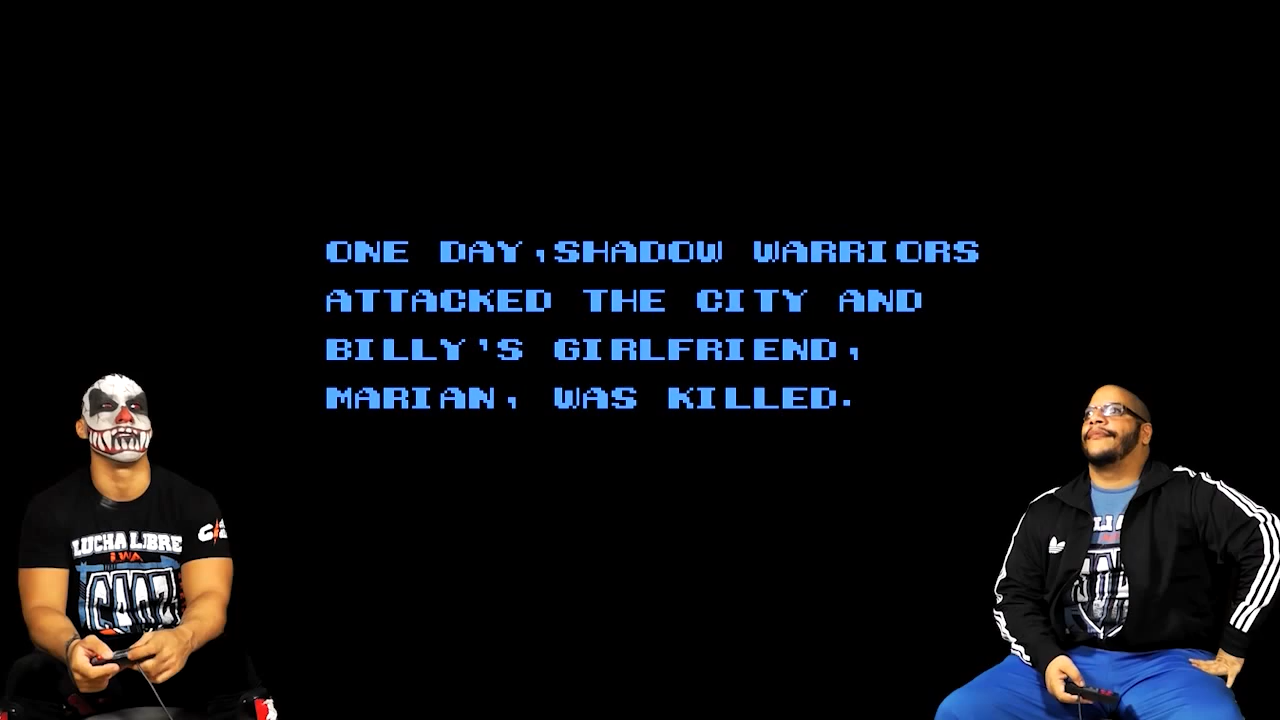 ONE DAY,SHADOW WARRIORS
ATTACKED THE CITY AND
BILLY'S GIRLFRIEND,
MARIAN, WAS KILLED.
LUCHA LIBRE